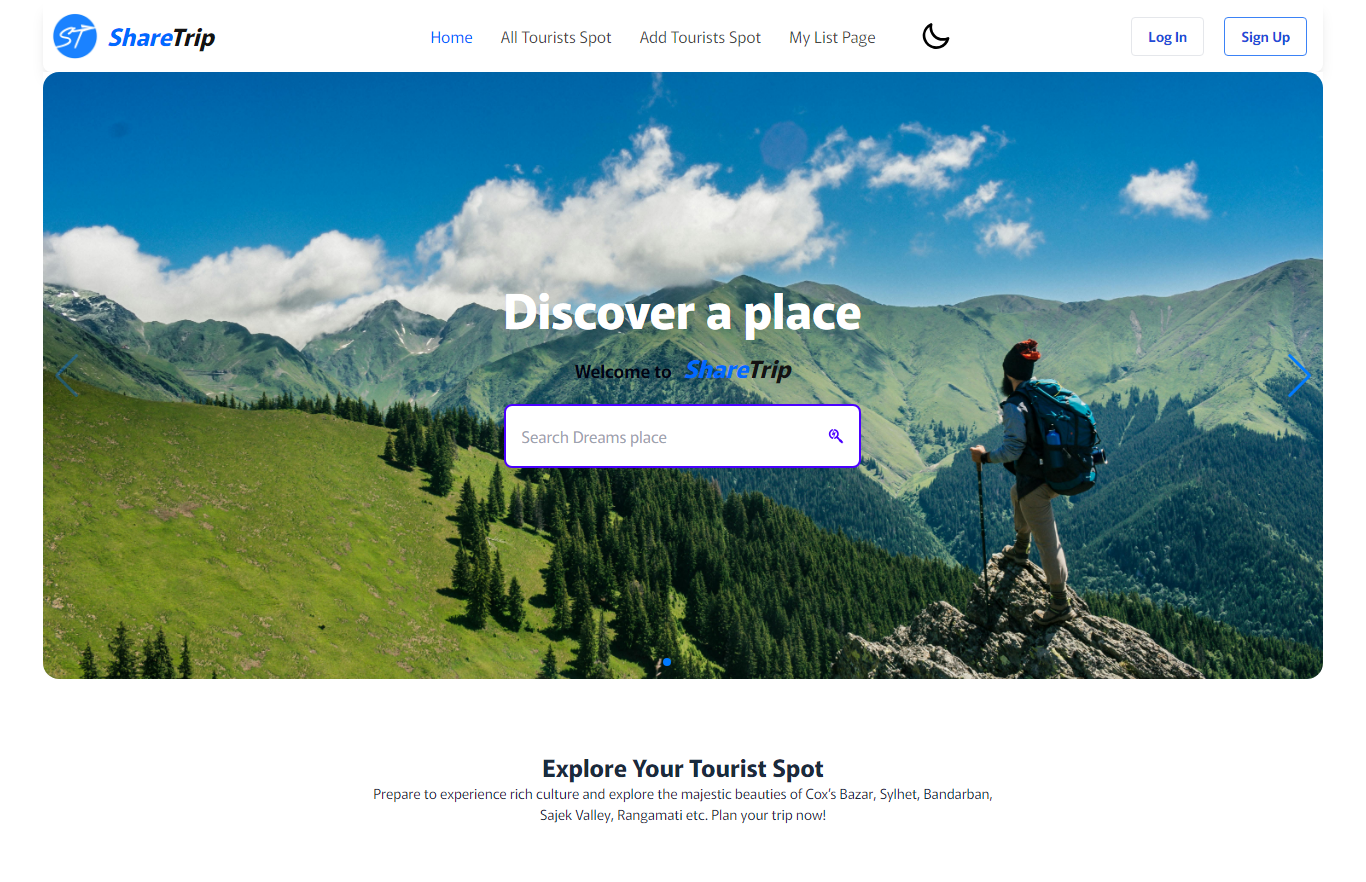 ST ShareTrip
Home All Tourists Spot Add Tourists Spot My List Page
Log In Sign Up
Discover a place
Welcome to ShareTrip
Search Dreams place
Explore Your Tourist Spot
Prepare to experience rich culture and explore the majestic beauties of Cox's Bazar, Sylhet, Bandarban,
Sajek Valley, Rangamati etc. Plan your trip now!